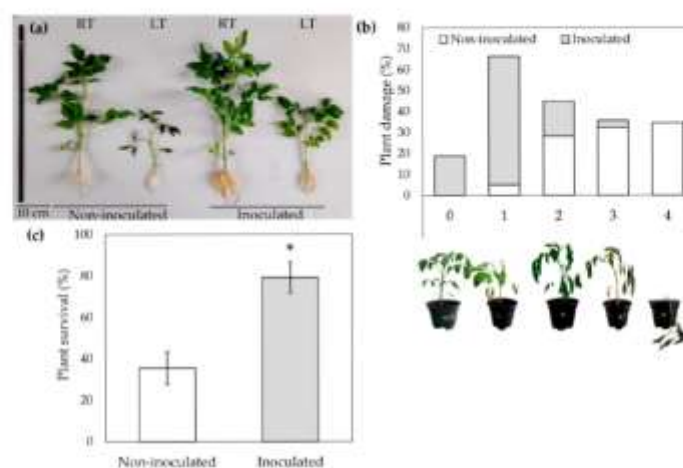 (a)
RT LT RT LT
10 cm Non-inoculated Inoculated
(b)
Non-inoculated Inoculated
Plant damage (%)
80
70
60
50
40
30
20
10
0
0 1 2 3 4
(c)
Plant survival (%)
100
80
60
40
20
0
*
Non-inoculated Inoculated